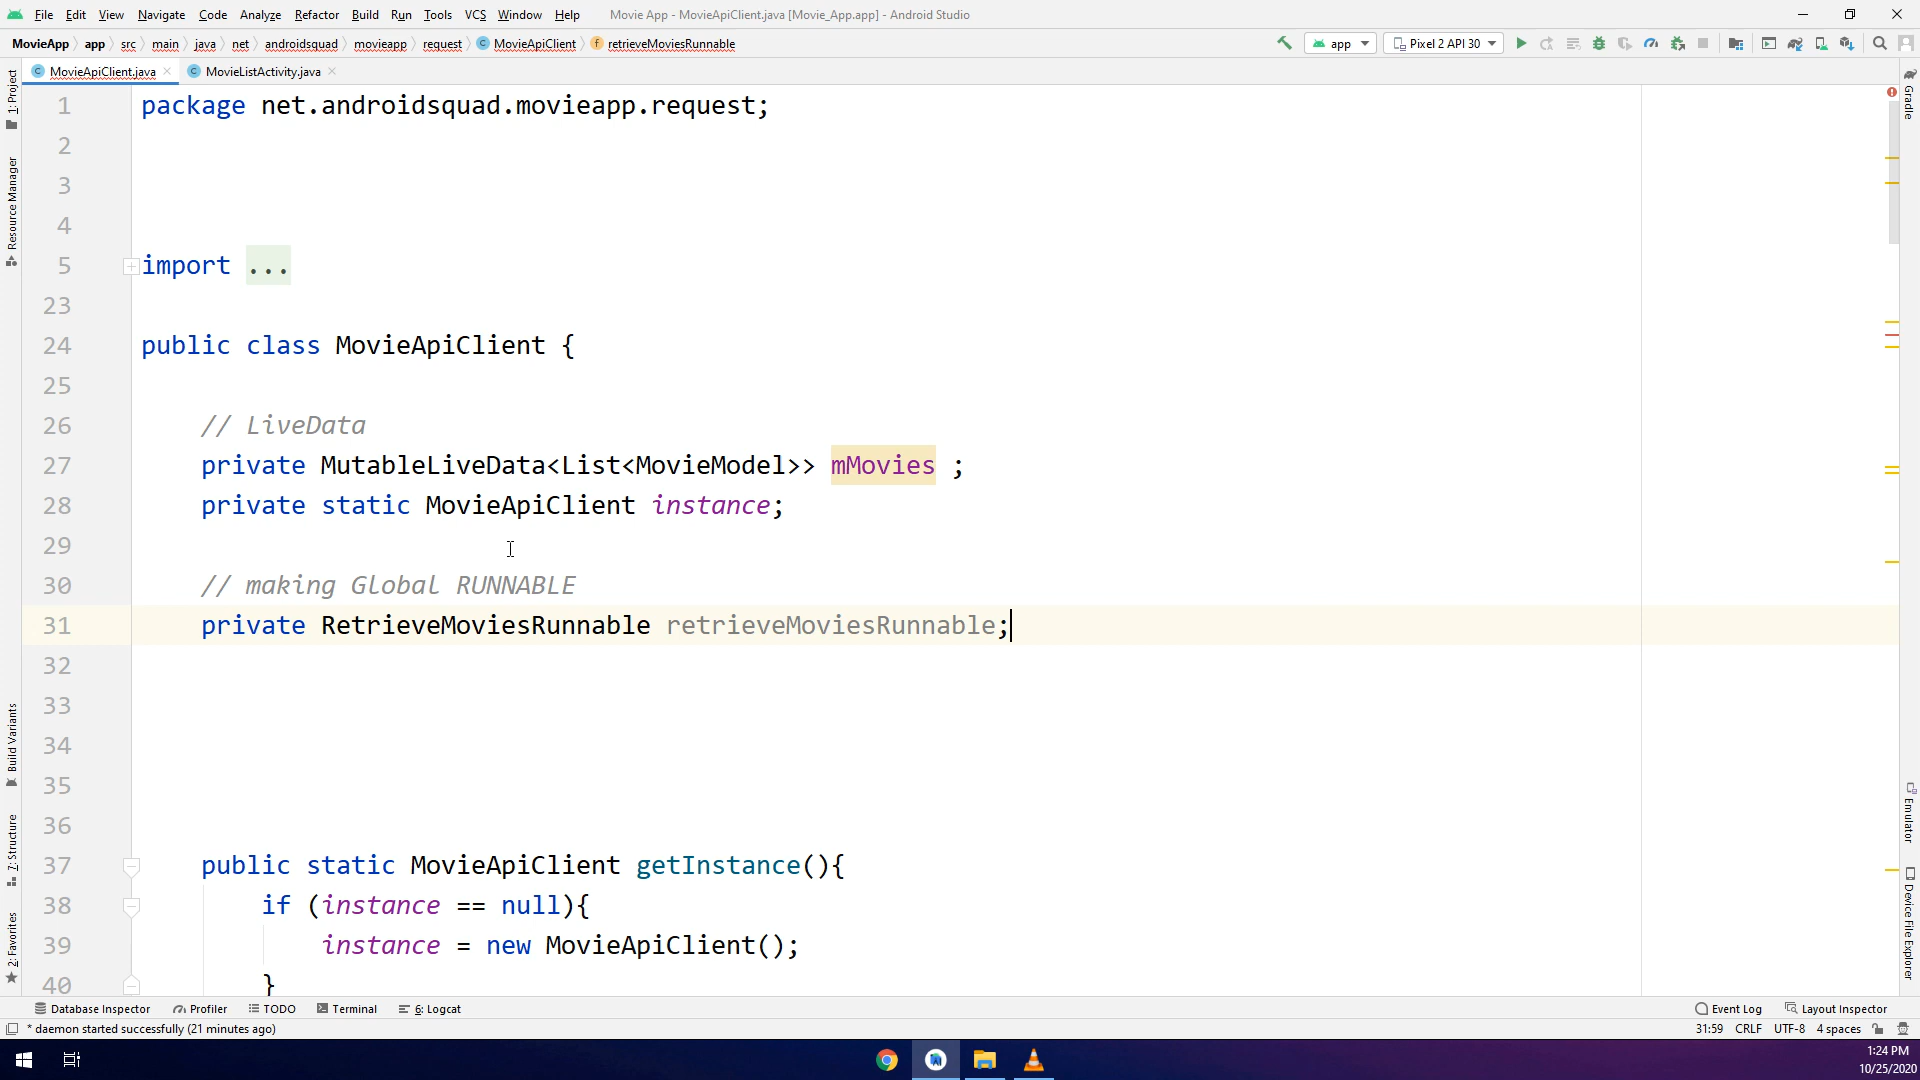 File Edit View Navigate Code Analyze Refactor Build Run Tools VCS Window Help Movie App - MovieApiClient.java [Movie_App.app] - Android Studio
MovieApp app src main java net androidsquad movieapp request MovieApiClient retrieveMoviesRunnable app Pixel 2 API 30
MovieApiClient.java MovieListActivity.java
1 package net.androidsquad.movieapp.request;
2
3
4
5 import ...
23
24 public class MovieApiClient {
25
26 // LiveData
27 private MutableLiveData<List<MovieModel>> mMovies ;
28 private static MovieApiClient instance;
29
30 // making Global RUNNABLE
31 private RetrieveMoviesRunnable retrieveMoviesRunnable;
32
33
34
35
36
37 public static MovieApiClient getInstance(){
38 if (instance == null){
39 instance = new MovieApiClient();
40 }
1: Project
Resource Manager
Build Variants
7: Structure
2: Favorites
Gradle
Emulator
Device File Explorer
Database Inspector Profiler TODO Terminal 6: Logcat Event Log Layout Inspector
* daemon started successfully (21 minutes ago) 31:59 CRLF UTF-8 4 spaces
1:24 PM
10/25/2020